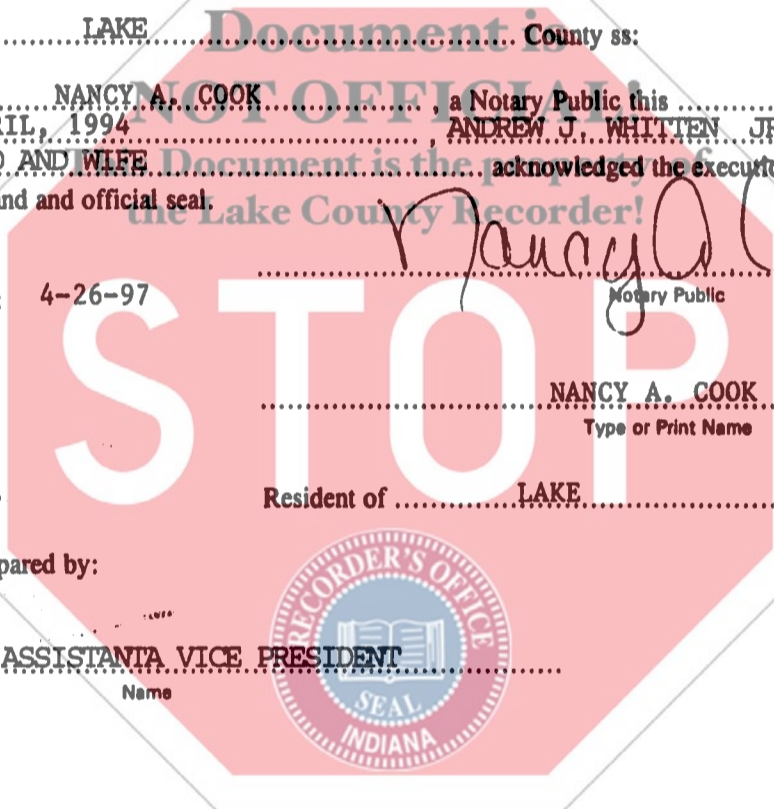 Document is
..... LAKE ..... County ss:
NOT OFFICIAL!
..... NANCY A. COOK ..... , a Notary Public this .....
RIL, 1994 ..... , ANDREW J. WHITTEN JR
D AND WIFE ..... acknowledged the executio
Document is the property of
and and official seal.
the Lake County Recorder!
Nancy A. C
4-26-97
Notary Public
STOP
NANCY A. COOK
Type or Print Name
Resident of ..... LAKE .....
pared by:
ASSISTANTA VICE PRESIDENT
Name
RECORDER'S OFFICE
SEAL
INDIANA